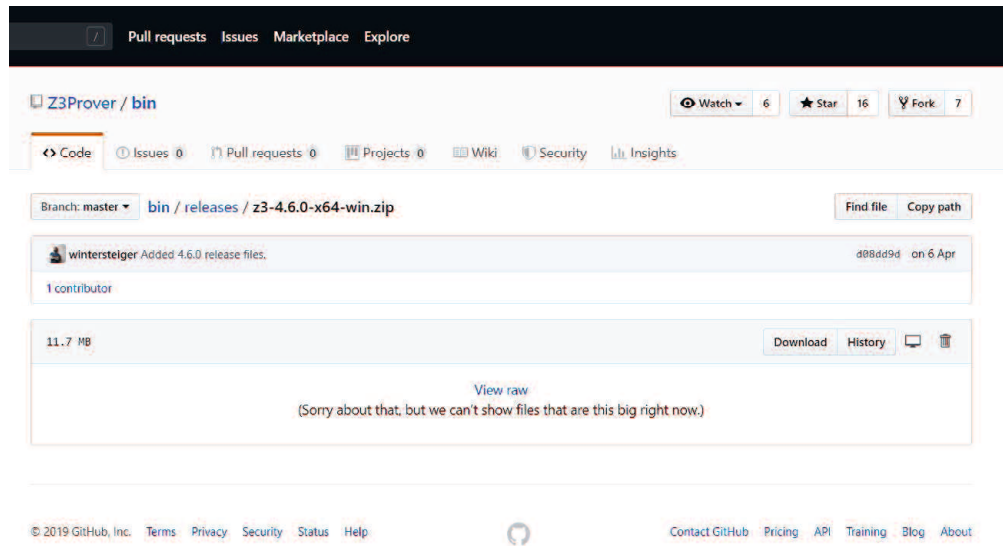 / Pull requests Issues Marketplace Explore
Z3Prover / bin Watch 6 Star 16 Fork 7
<> Code Issues 0 Pull requests 0 Projects 0 Wiki Security Insights
Branch: master bin / releases / z3-4.6.0-x64-win.zip Find file Copy path
wintersteiger Added 4.6.0 release files. d08dd9d on 6 Apr
1 contributor
11.7 MB Download History
View raw
(Sorry about that, but we can't show files that are this big right now.)
© 2019 GitHub, Inc. Terms Privacy Security Status Help Contact GitHub Pricing API Training Blog About